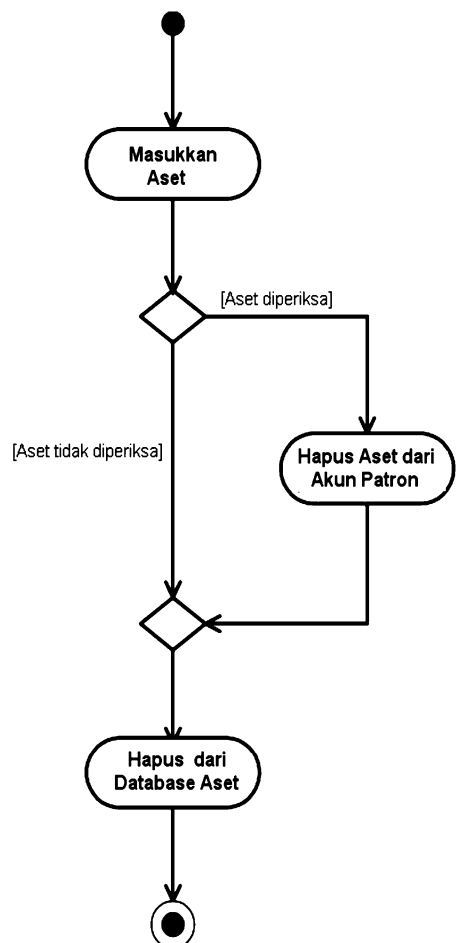 Masukkan
Aset
[Aset diperiksa]
[Aset tidak diperiksa]
Hapus Aset dari
Akun Patron
Hapus dari
Database Aset